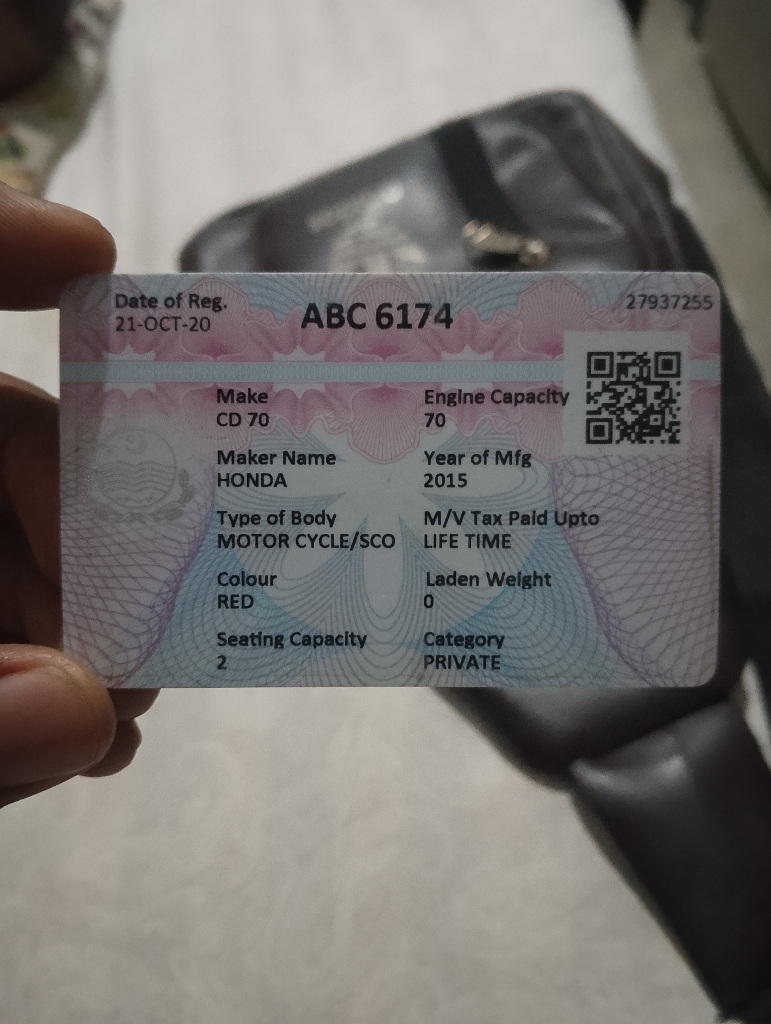 Date of Reg.
21-OCT-20
ABC 6174
27937255
Make
CD 70
Engine Capacity
70
Maker Name
HONDA
Year of Mfg
2015
Type of Body
MOTOR CYCLE/SCO
M/V Tax Paid Upto
LIFE TIME
Colour
RED
Laden Weight
0
Seating Capacity
2
Category
PRIVATE